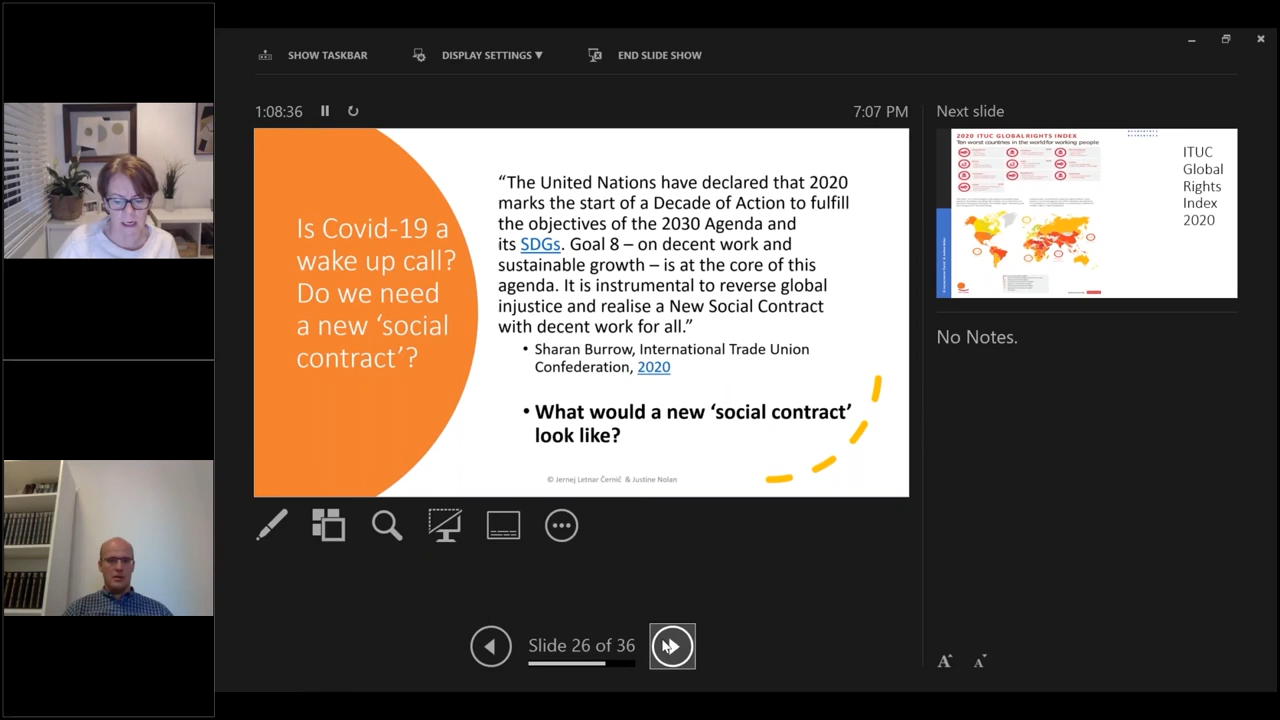 SHOW TASKBAR
DISPLAY SETTINGS ▼
END SLIDE SHOW
1:08:36
7:07 PM
Next slide
Is Covid-19 a
wake up call?
Do we need
a new ‘social
contract’?
“The United Nations have declared that 2020
marks the start of a Decade of Action to fulfill
the objectives of the 2030 Agenda and
its SDGs. Goal 8 – on decent work and
sustainable growth – is at the core of this
agenda. It is instrumental to reverse global
injustice and realise a New Social Contract
with decent work for all.”
• Sharan Burrow, International Trade Union
Confederation, 2020
• What would a new ‘social contract’
look like?
© Jernej Letnar Černič & Justine Nolan
2020 ITUC GLOBAL RIGHTS INDEX
Ten worst countries in the world for working people
ITUC
Global
Rights
Index
2020
No Notes.
Slide 26 of 36
A
A